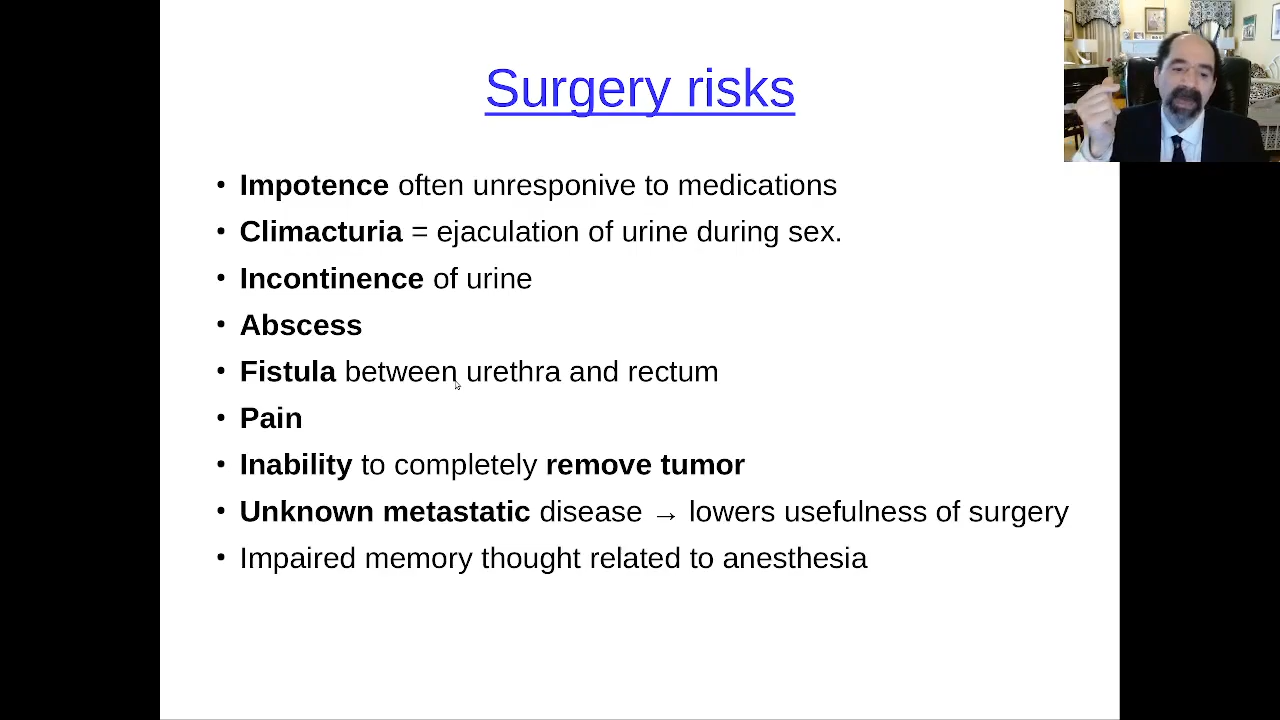 Surgery risks
• Impotence often unresponive to medications
• Climacturia = ejaculation of urine during sex.
• Incontinence of urine
• Abscess
• Fistula between urethra and rectum
• Pain
• Inability to completely remove tumor
• Unknown metastatic disease → lowers usefulness of surgery
• Impaired memory thought related to anesthesia